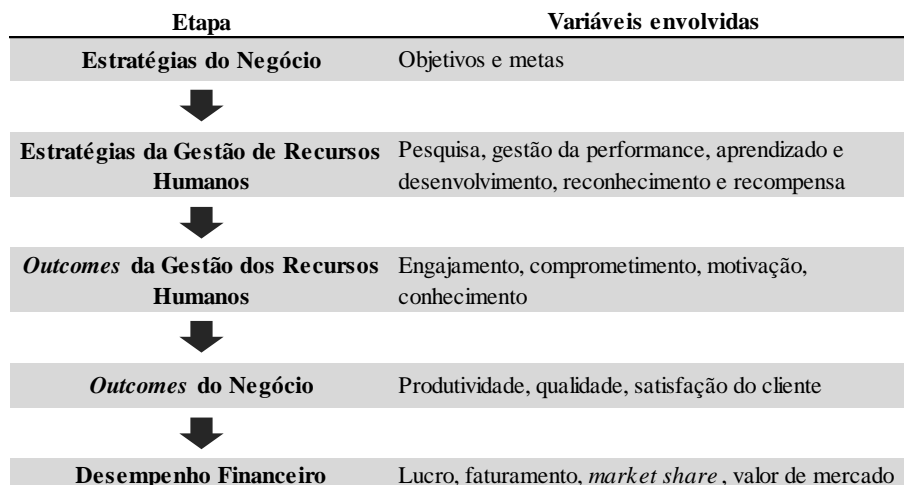 Etapa Variáveis envolvidas
Estratégias do Negócio Objetivos e metas
Estratégias da Gestão de Recursos Pesquisa, gestão da performance, aprendizado e
Humanos desenvolvimento, reconhecimento e recompensa
Outcomes da Gestão dos Recursos Engajamento, comprometimento, motivação,
Humanos conhecimento
Outcomes do Negócio Produtividade, qualidade, satisfação do cliente
Desempenho Financeiro Lucro, faturamento, market share , valor de mercado